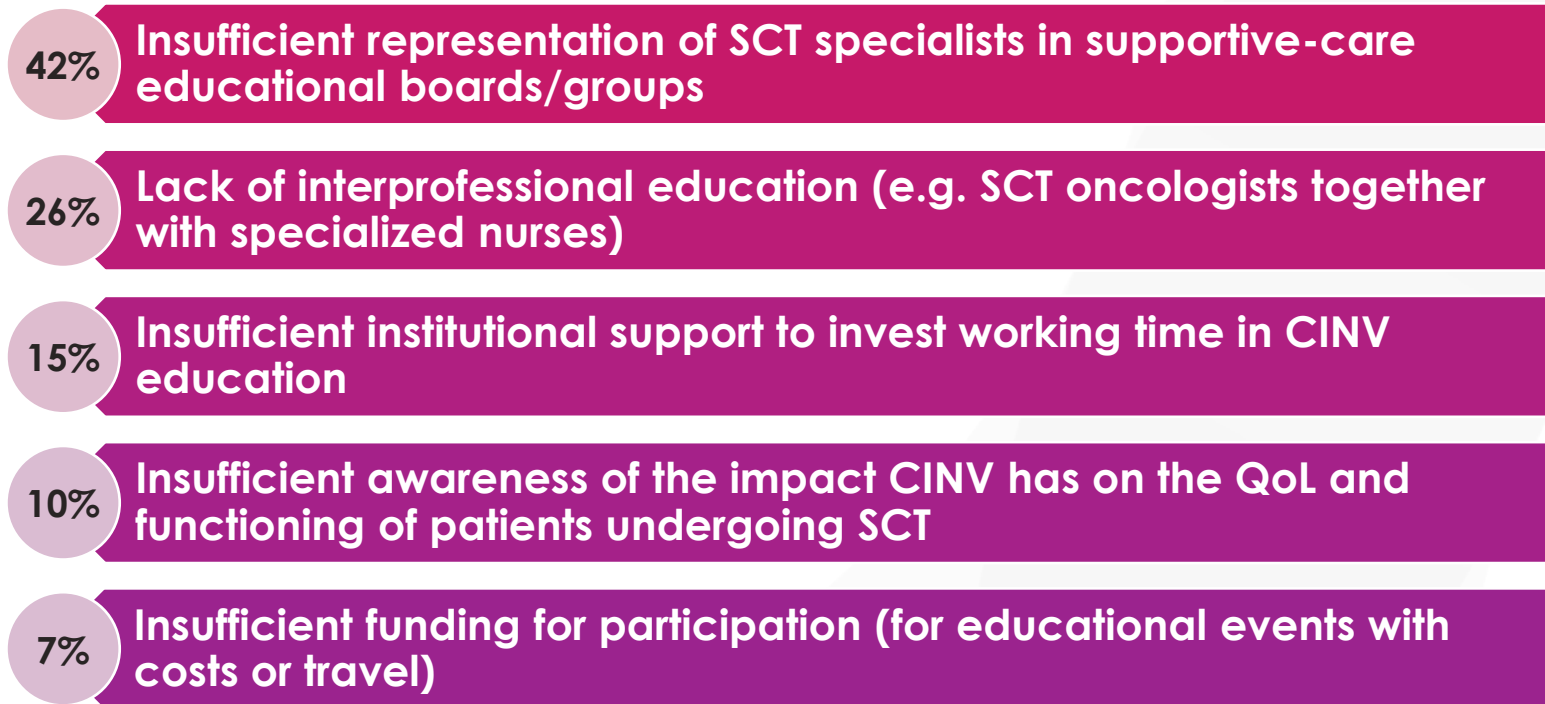 42%
Insufficient representation of SCT specialists in supportive-care
educational boards/groups
26%
Lack of interprofessional education (e.g. SCT oncologists together
with specialized nurses)
15%
Insufficient institutional support to invest working time in CINV
education
10%
Insufficient awareness of the impact CINV has on the QoL and
functioning of patients undergoing SCT
7%
Insufficient funding for participation (for educational events with
costs or travel)